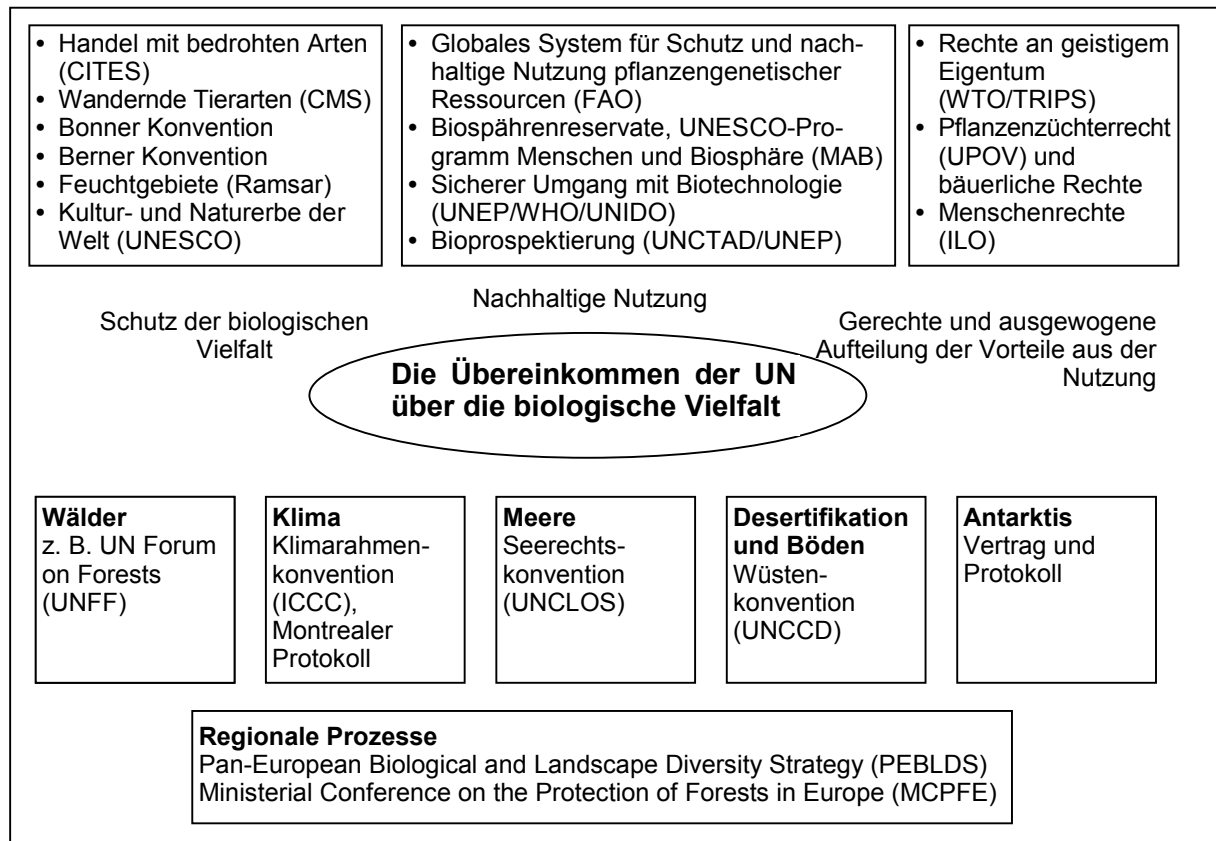 • Handel mit bedrohten Arten
(CITES)
• Wandernde Tierarten (CMS)
• Bonner Konvention
• Berner Konvention
• Feuchtgebiete (Ramsar)
• Kultur- und Naturerbe der
Welt (UNESCO)
• Globales System für Schutz und nach-
haltige Nutzung pflanzengenetischer
Ressourcen (FAO)
• Biospährenreservate, UNESCO-Pro-
gramm Menschen und Biosphäre (MAB)
• Sicherer Umgang mit Biotechnologie
(UNEP/WHO/UNIDO)
• Bioprospektierung (UNCTAD/UNEP)
• Rechte an geistigem
Eigentum
(WTO/TRIPS)
• Pflanzenzüchterrecht
(UPOV) und
bäuerliche Rechte
• Menschenrechte
(ILO)
Schutz der biologischen
Vielfalt
Nachhaltige Nutzung
Gerechte und ausgewogene
Aufteilung der Vorteile aus der
Nutzung
Die Übereinkommen der UN
über die biologische Vielfalt
Wälder
z. B. UN Forum
on Forests
(UNFF)
Klima
Klimarahmen-
konvention
(ICCC),
Montrealer
Protokoll
Meere
Seerechts-
konvention
(UNCLOS)
Desertifikation
und Böden
Wüsten-
konvention
(UNCCD)
Antarktis
Vertrag und
Protokoll
Regionale Prozesse
Pan-European Biological and Landscape Diversity Strategy (PEBLDS)
Ministerial Conference on the Protection of Forests in Europe (MCPFE)